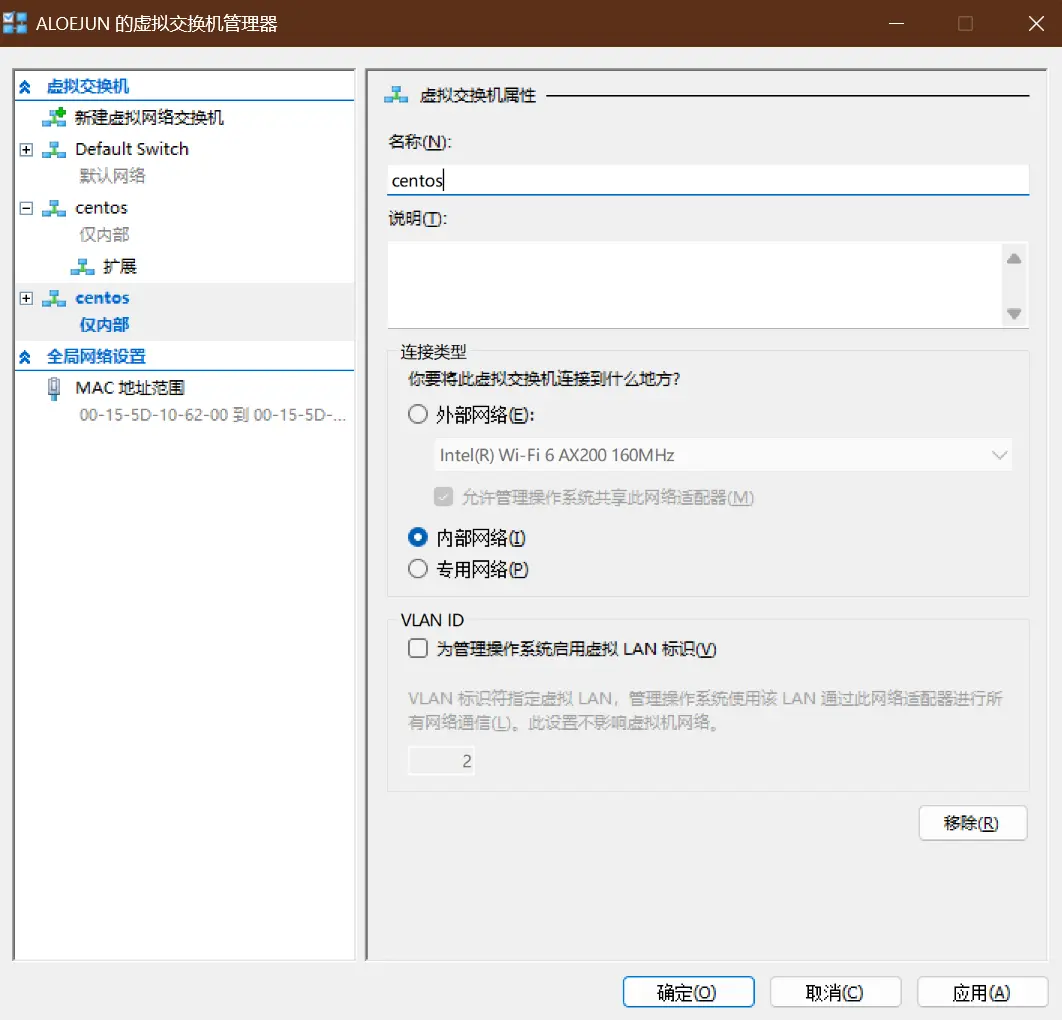 ALOEJUN 的虚拟交换机管理器
虚拟交换机
新建虚拟网络交换机
Default Switch
默认网络
centos
仅内部
扩展
centos
仅内部
全局网络设置
MAC 地址范围
00-15-5D-10-62-00 到 00-15-5D-...
虚拟交换机属性
名称(N):
centos
说明(T):
连接类型
你要将此虚拟交换机连接到什么地方?
外部网络(E):
Intel(R) Wi-Fi 6 AX200 160MHz
允许管理操作系统共享此网络适配器(M)
内部网络(I)
专用网络(P)
VLAN ID
为管理操作系统启用虚拟 LAN 标识(V)
VLAN 标识符指定虚拟 LAN，管理操作系统使用该 LAN 通过此网络适配器进行所
有网络通信(L)。此设置不影响虚拟机网络。
2
移除(R)
确定(O)
取消(C)
应用(A)